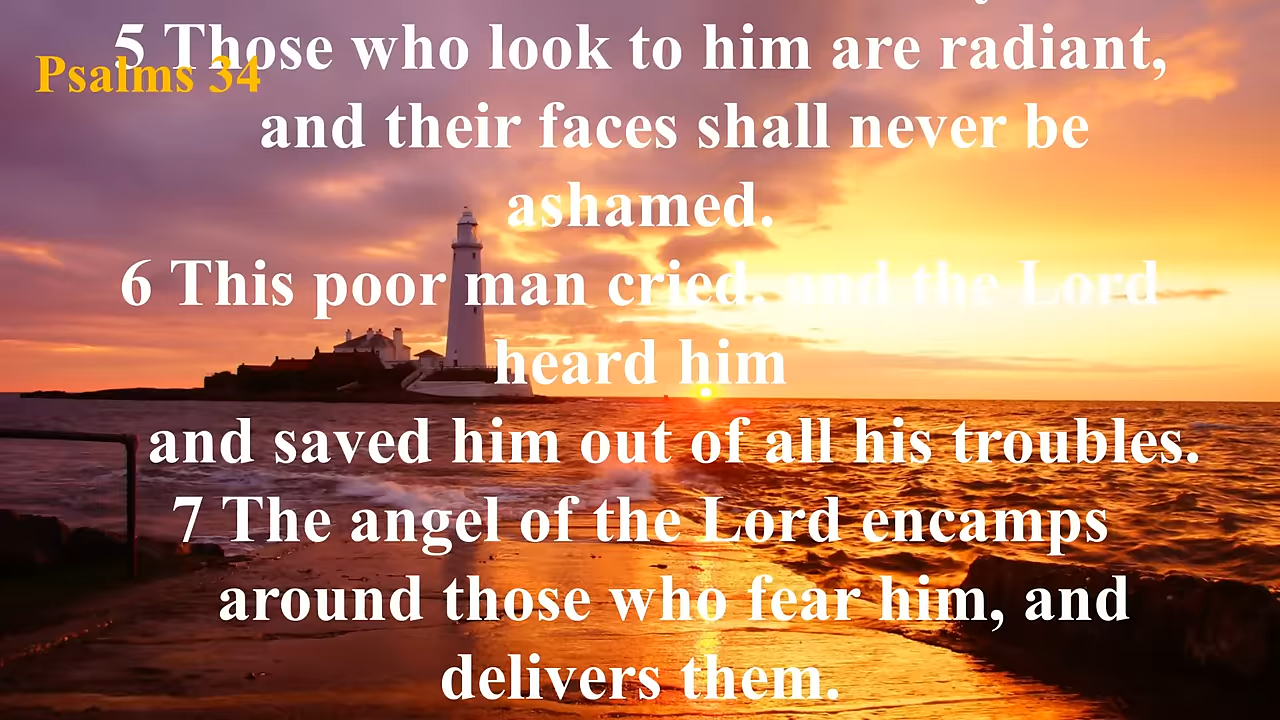 5 Those who look to him are radiant,
Psalms 34
and their faces shall never be
ashamed.
6 This poor man cried, and the Lord
heard him
and saved him out of all his troubles.
7 The angel of the Lord encamps
around those who fear him, and
delivers them.